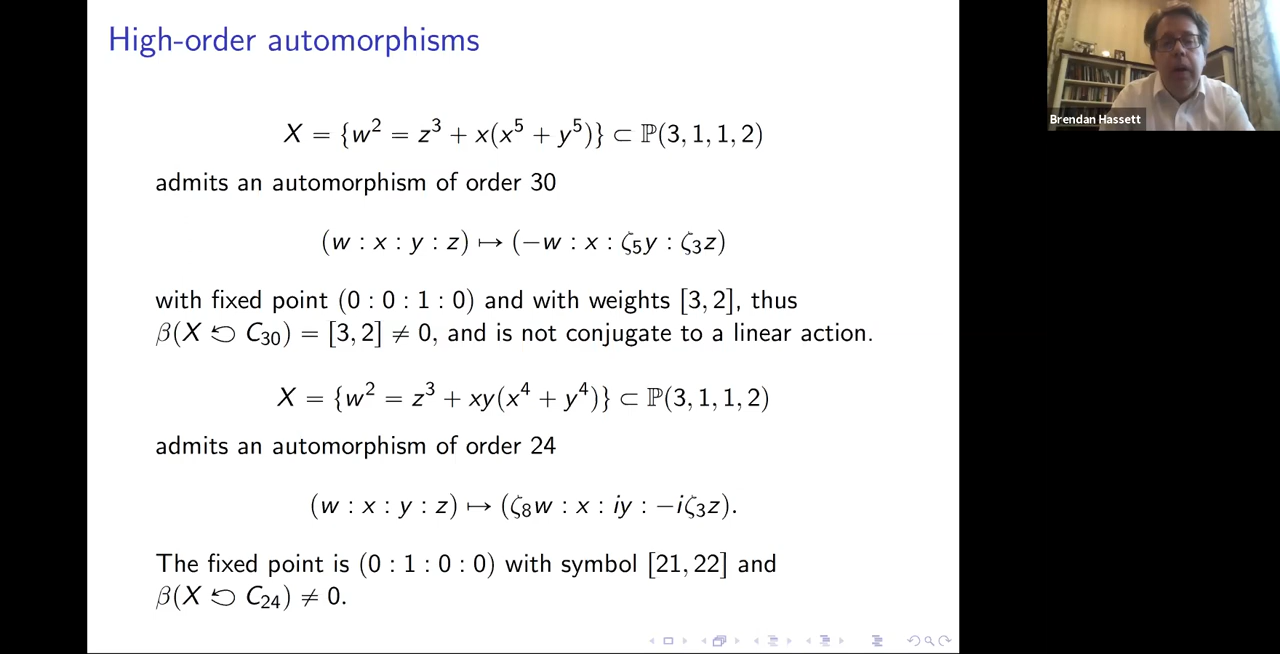 High-order automorphisms
X = {w² = z³ + x(x⁵ + y⁵)} ⊂ ℙ(3, 1, 1, 2)
admits an automorphism of order 30
(w : x : y : z) ↦ (−w : x : ζ₅y : ζ₃z)
with fixed point (0 : 0 : 1 : 0) and with weights [3, 2], thus
β(X ↺ C₃₀) = [3, 2] ≠ 0, and is not conjugate to a linear action.
X = {w² = z³ + xy(x⁴ + y⁴)} ⊂ ℙ(3, 1, 1, 2)
admits an automorphism of order 24
(w : x : y : z) ↦ (ζ₈w : x : iy : −iζ₃z).
The fixed point is (0 : 1 : 0 : 0) with symbol [21, 22] and
β(X ↺ C₂₄) ≠ 0.
Brendan Hassett